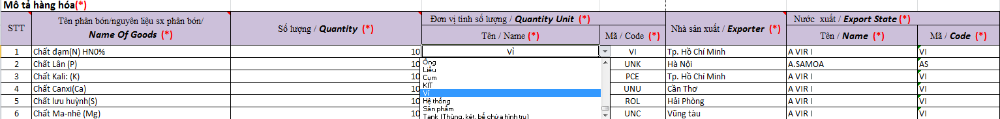 Mô tả hàng hóa(*)
STT Tên phân bón/nguyên liệu sx phân bón/ Name Of Goods (*) Số lượng / Quantity (*) Đơn vị tính số lượng / Quantity Unit (*) Nhà sản xuất / Exporter (*) Nước xuất / Export State (*)
Tên / Name (*) Mã / Code (*) Tên / Name (*) Mã / Code (*)
1 Chất đạm(N) HN0⅜ 10 Vỉ VI Tp. Hồ Chí Minh A VIR I VI
2 Chất Lân (P) 10 UNK Hà Nội A.SAMOA AS
3 Chất Kali: (K) 10 PCE Tp. Hồ Chí Minh A VIR I VI
4 Chất Canxi(Ca) 10 UNU Cần Thơ A VIR I VI
5 Chất lưu huỳnh(S) 10 ROL Hải Phòng A VIR I VI
6 Chất Ma-nhê (Mg) 10 UNC Vũng tàu A VIR I VI
Ống
Liều
Cụm
KIT
Vỉ
Hệ thống
Sản phẩm
Tank (Thùng, két, bể chứa hình trụ)